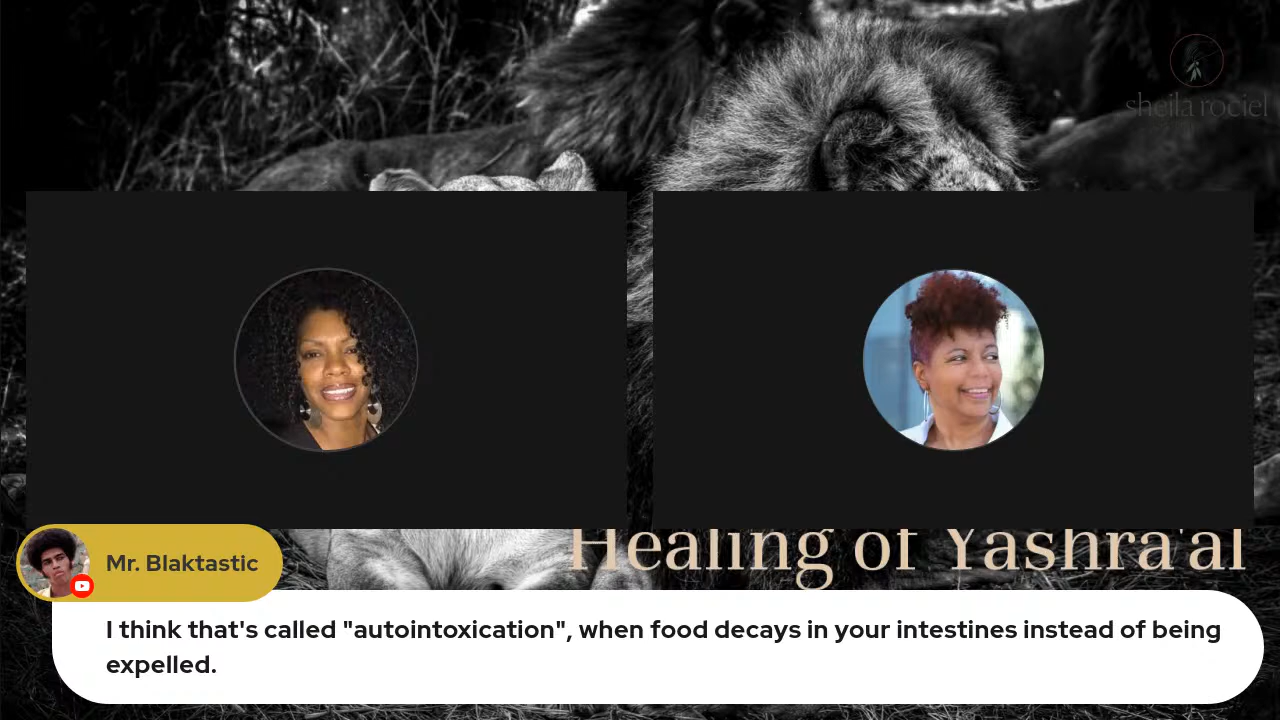 sheila rociel
Healing of Yashra'al
Mr. Blaktastic
I think that's called "autointoxication", when food decays in your intestines instead of being
expelled.